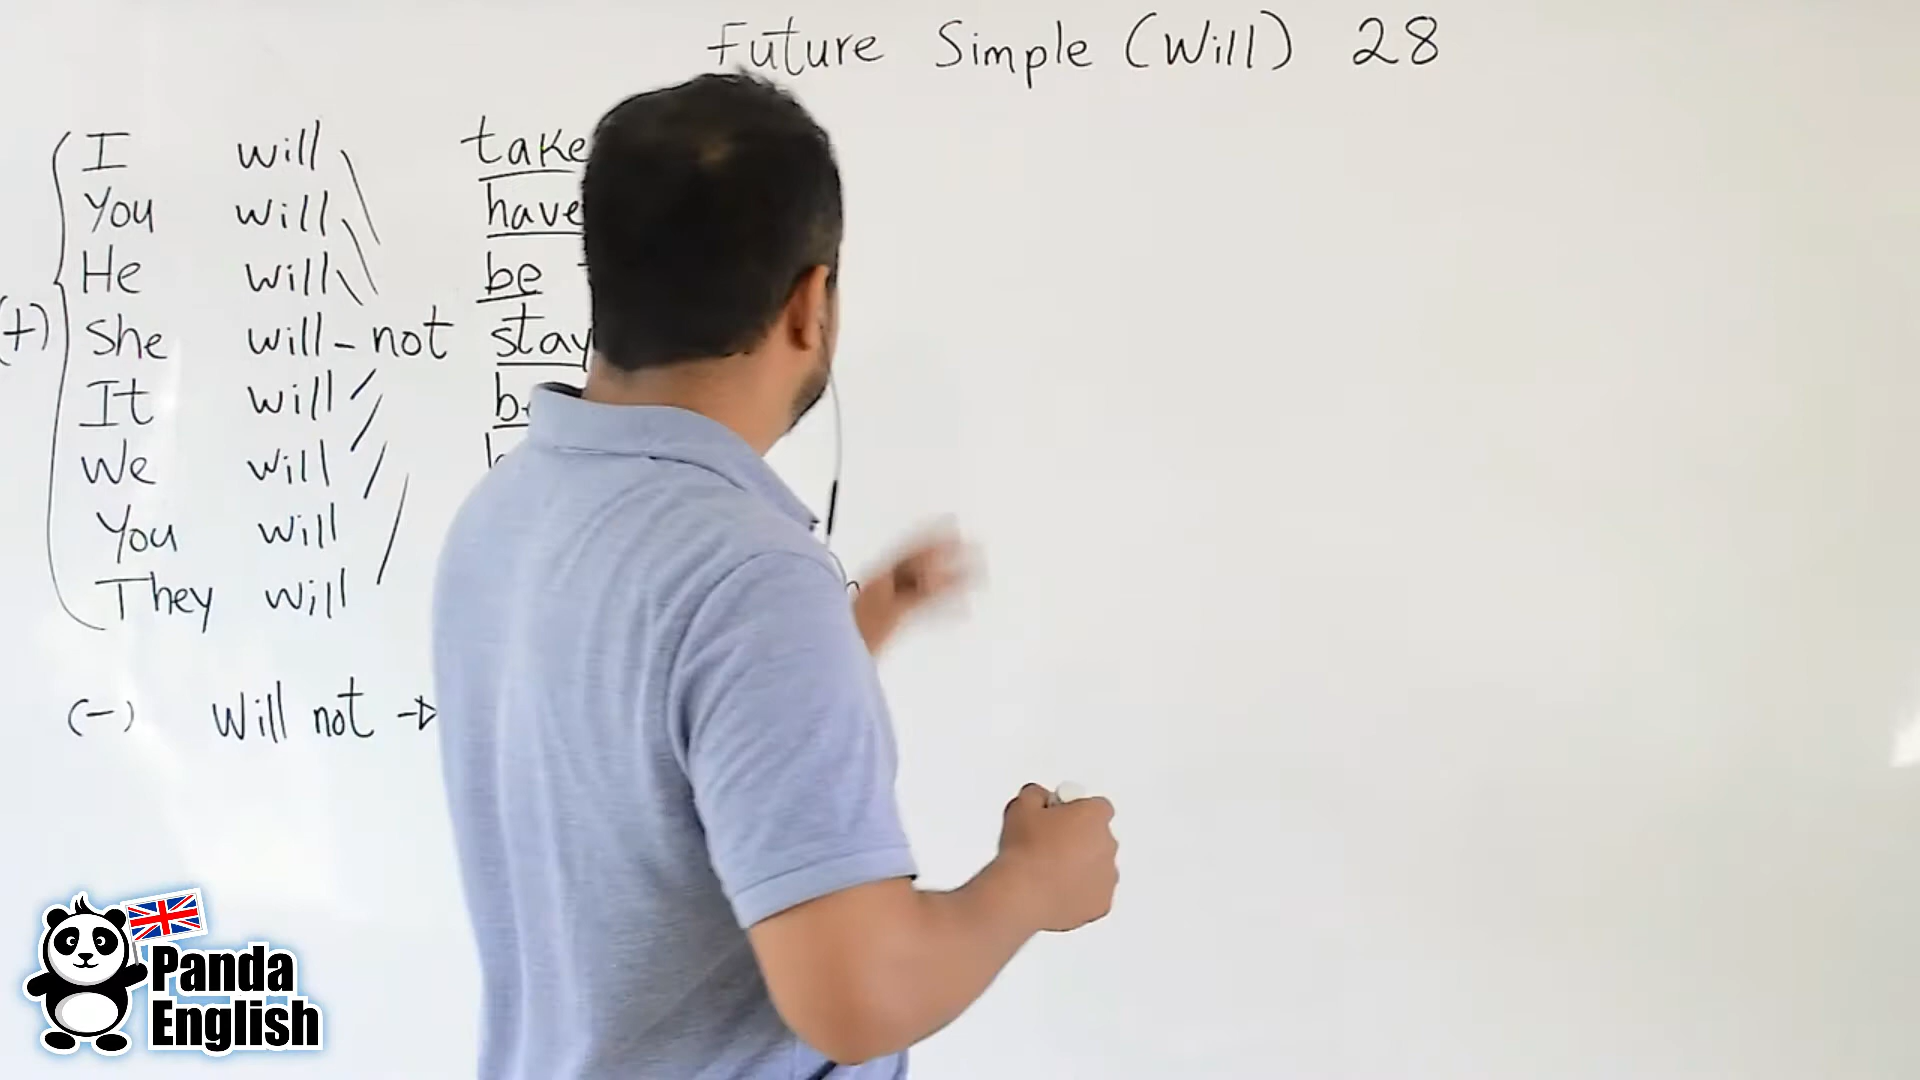 Future Simple (Will) 28
I will take
You will have
He will be
(+) She will - not stay
It will
We will
You will
They will
(-) Will not →
Panda
English